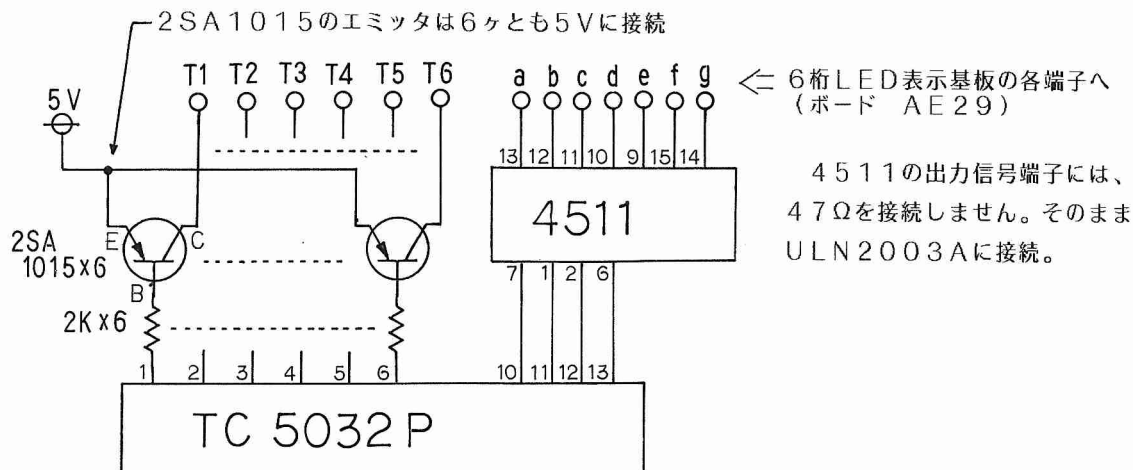 2SA1015のエミッタは6ヶとも5Vに接続
5V
T1 T2 T3 T4 T5 T6
a b c d e f g
⇐ 6桁LED表示基板の各端子へ
(ボード AE29)
13 12 11 10 9 15 14
4511
4511の出力信号端子には、
47Ωを接続しません。そのまま
ULN2003Aに接続。
E C
2SA
1015×6
B
7 1 2 6
2K×6
1 2 3 4 5 6
10 11 12 13
TC 5032P